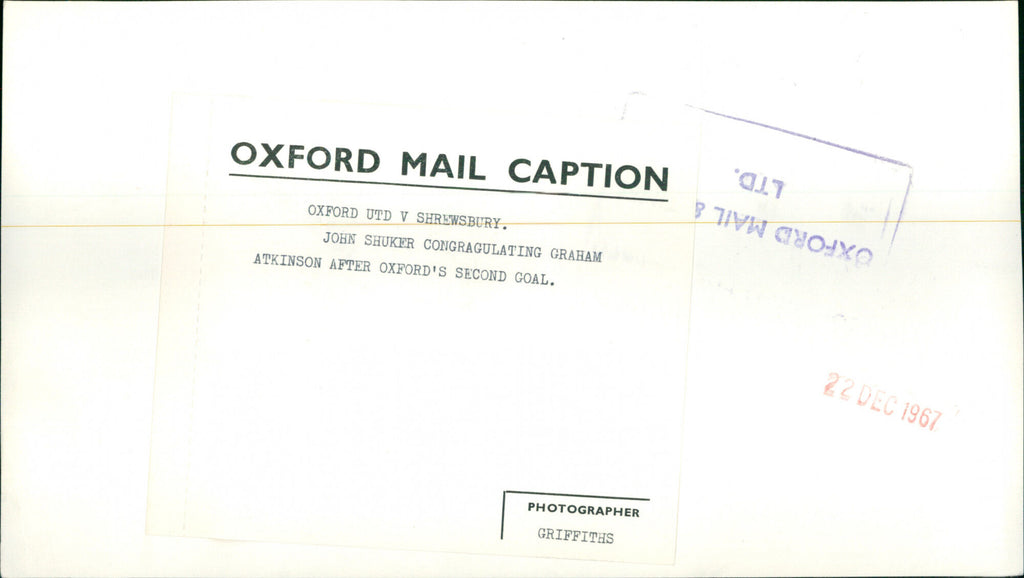 OXFORD MAIL CAPTION
OXFORD UTD V SHREWSBURY.
JOHN SHUKER CONGRAGULATING GRAHAM
ATKINSON AFTER OXFORD'S SECOND GOAL.
PHOTOGRAPHER
GRIFFITHS
OXFORD MAIL &
LTD.
22 DEC 1967